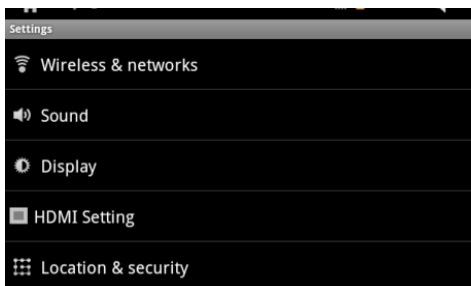 Settings
Wireless & networks
Sound
Display
HDMI Setting
Location & security